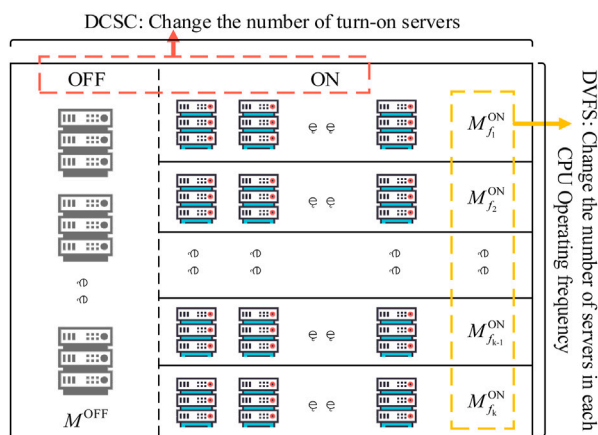 DCSC: Change the number of turn-on servers
OFF
ON
M^ON_f1
M^ON_f2
M^ON_fk-1
M^ON_fk
M^OFF
DVFS: Change the number of servers in each
CPU Operating frequency